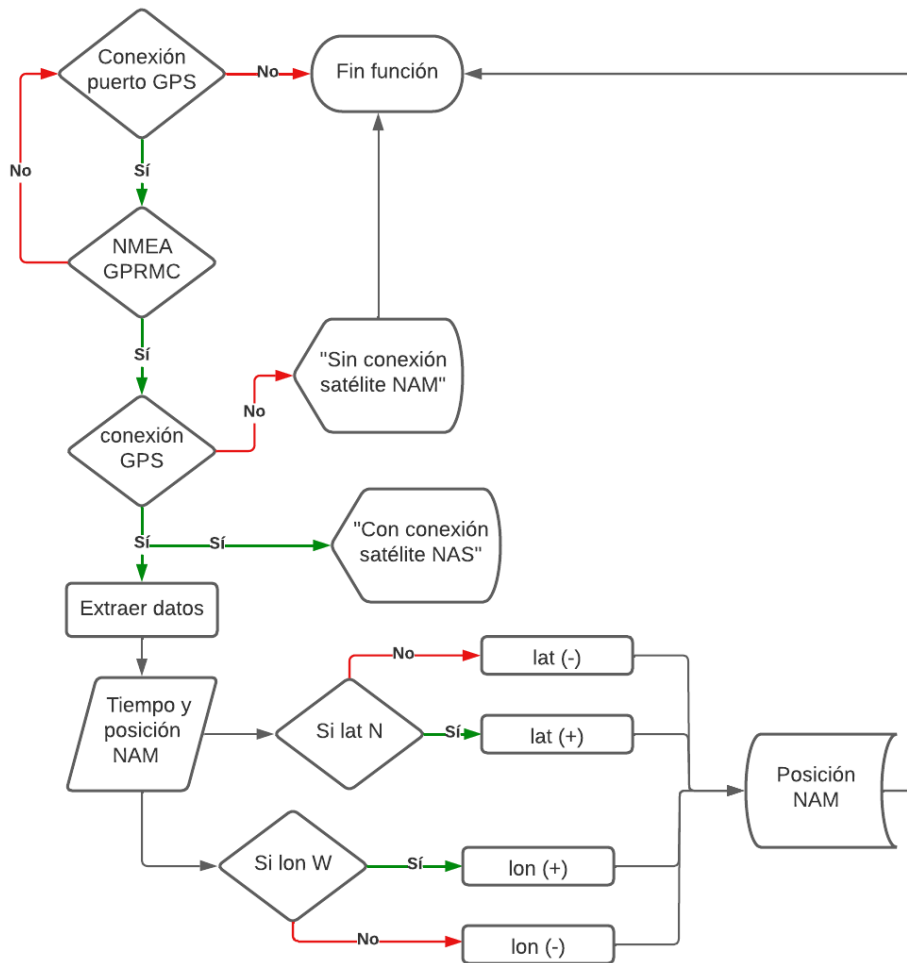 Conexión
puerto GPS
No
Fin función
No
Sí
NMEA
GPRMC
Sí
"Sin conexión
satélite NAM"
No
conexión
GPS
Sí
Sí
"Con conexión
satélite NAS"
Extraer datos
No
lat (-)
Tiempo y
posición
NAM
Si lat N
Sí
lat (+)
Posición
NAM
Si lon W
Sí
lon (+)
No
lon (-)